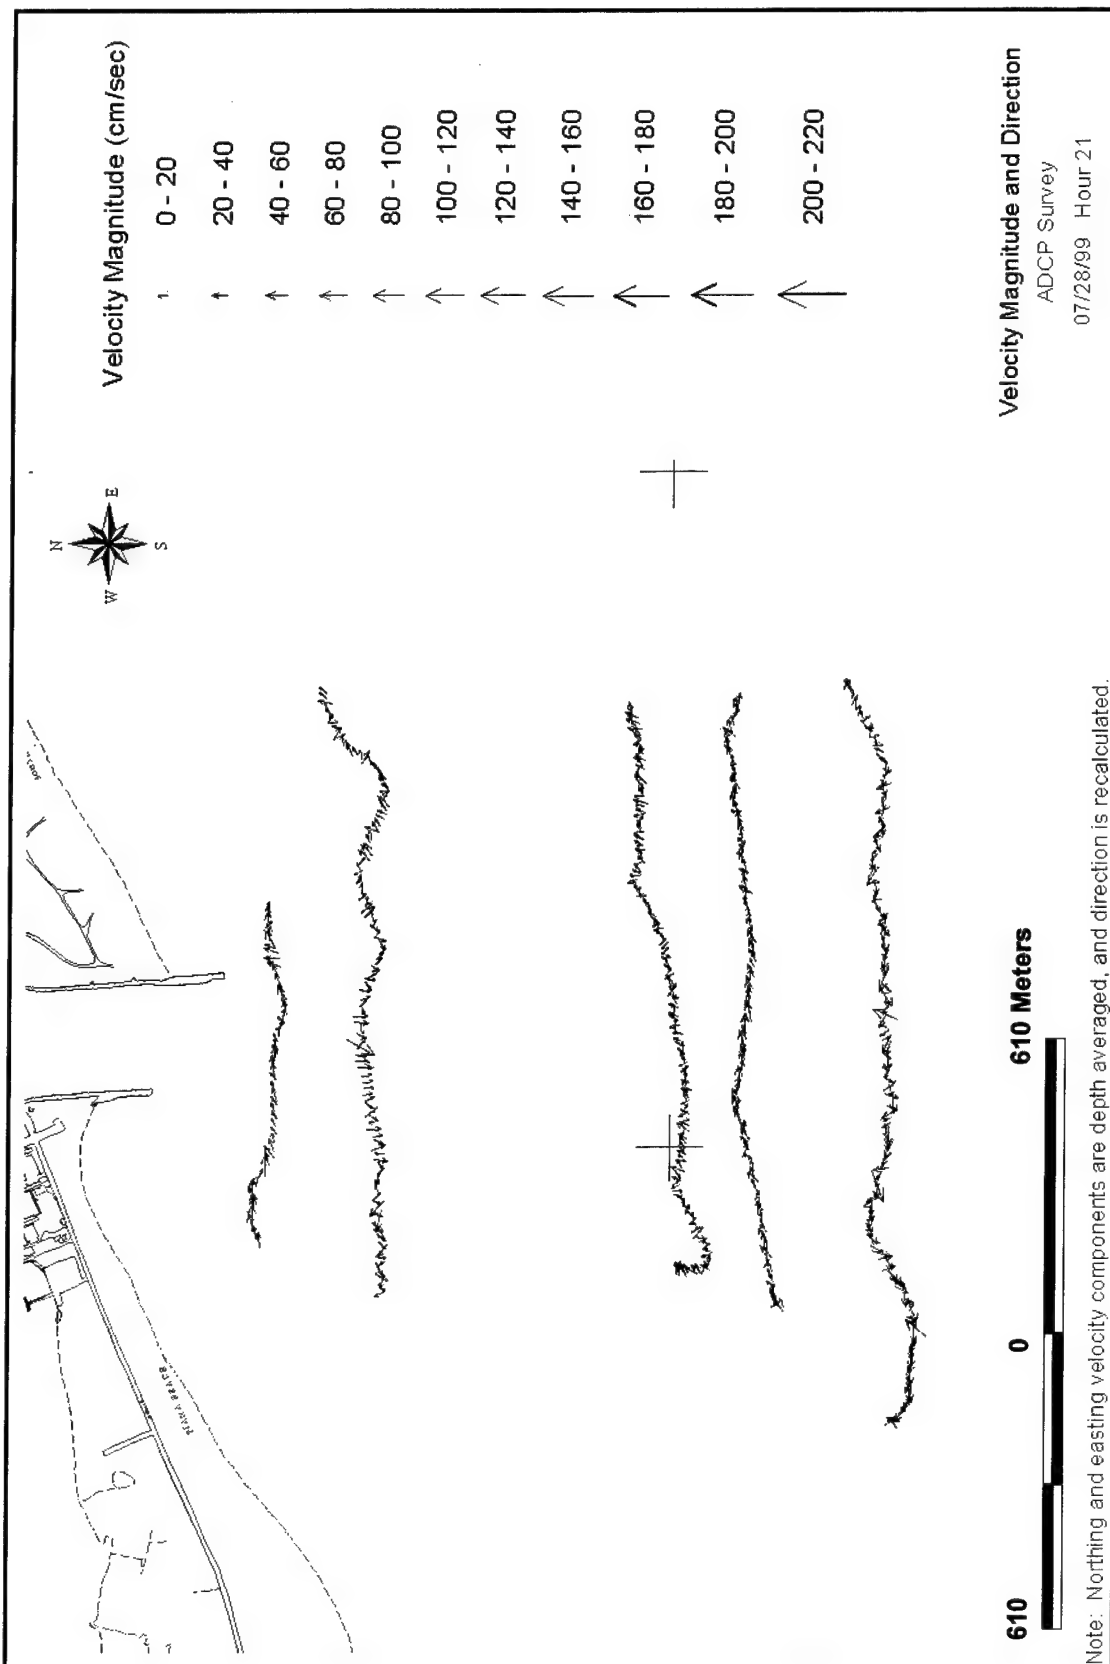 N
W E
S
Velocity Magnitude (cm/sec)
0 - 20
20 - 40
40 - 60
60 - 80
80 - 100
100 - 120
120 - 140
140 - 160
160 - 180
180 - 200
200 - 220
TIANA BEACH
610 0 610 Meters
Velocity Magnitude and Direction
ADCP Survey
07/28/99 Hour 21
Note: Northing and easting velocity components are depth averaged, and direction is recalculated.